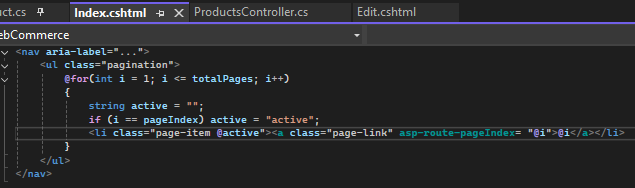 uct.cs Index.cshtml ProductsController.cs Edit.cshtml
ebCommerce
<nav aria-label="...">
<ul class="pagination">
@for(int i = 1; i <= totalPages; i++)
{
string active = "";
if (i == pageIndex) active = "active";
<li class="page-item @active"><a class="page-link" asp-route-pageIndex= "@i">@i</a></li>
}
</ul>
</nav>